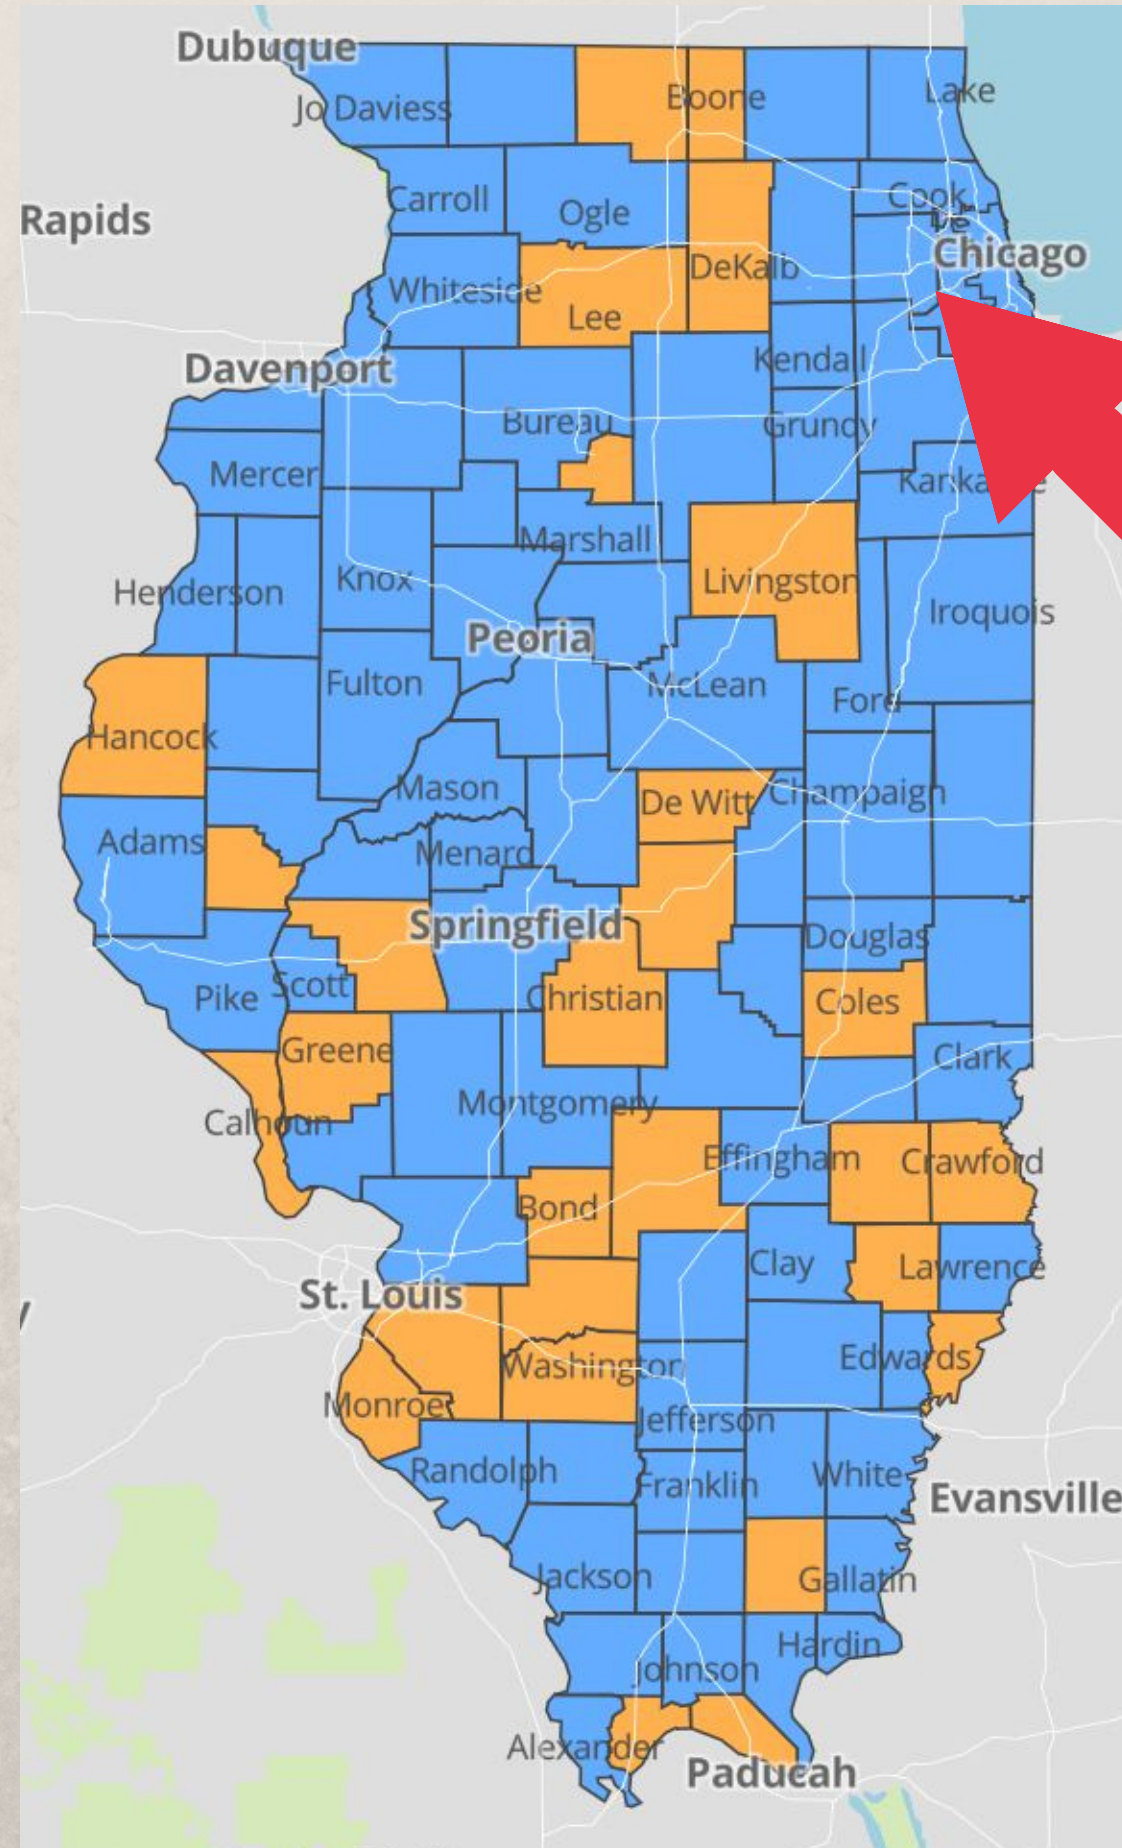 Dubuque
Jo Daviess
Boone
Lake
Carroll
Ogle
Cook
Rapids
Chicago
DeKalb
Whiteside
Lee
Kendall
Davenport
Bureau
Grundy
Mercer
Marshall
Knox
Livingston
Henderson
Iroquois
Peoria
Fulton
McLean
Ford
Hancock
Mason
De Witt
Champaign
Adams
Menard
Springfield
Douglas
Scott
Pike
Christian
Coles
Greene
Clark
Calhoun
Montgomery
Effingham
Crawford
Bond
Clay
Lawrence
St. Louis
Washington
Edwards
Monroe
Jefferson
Randolph
Franklin
White
Evansville
Jackson
Gallatin
Hardin
Johnson
Alexander
Paducah